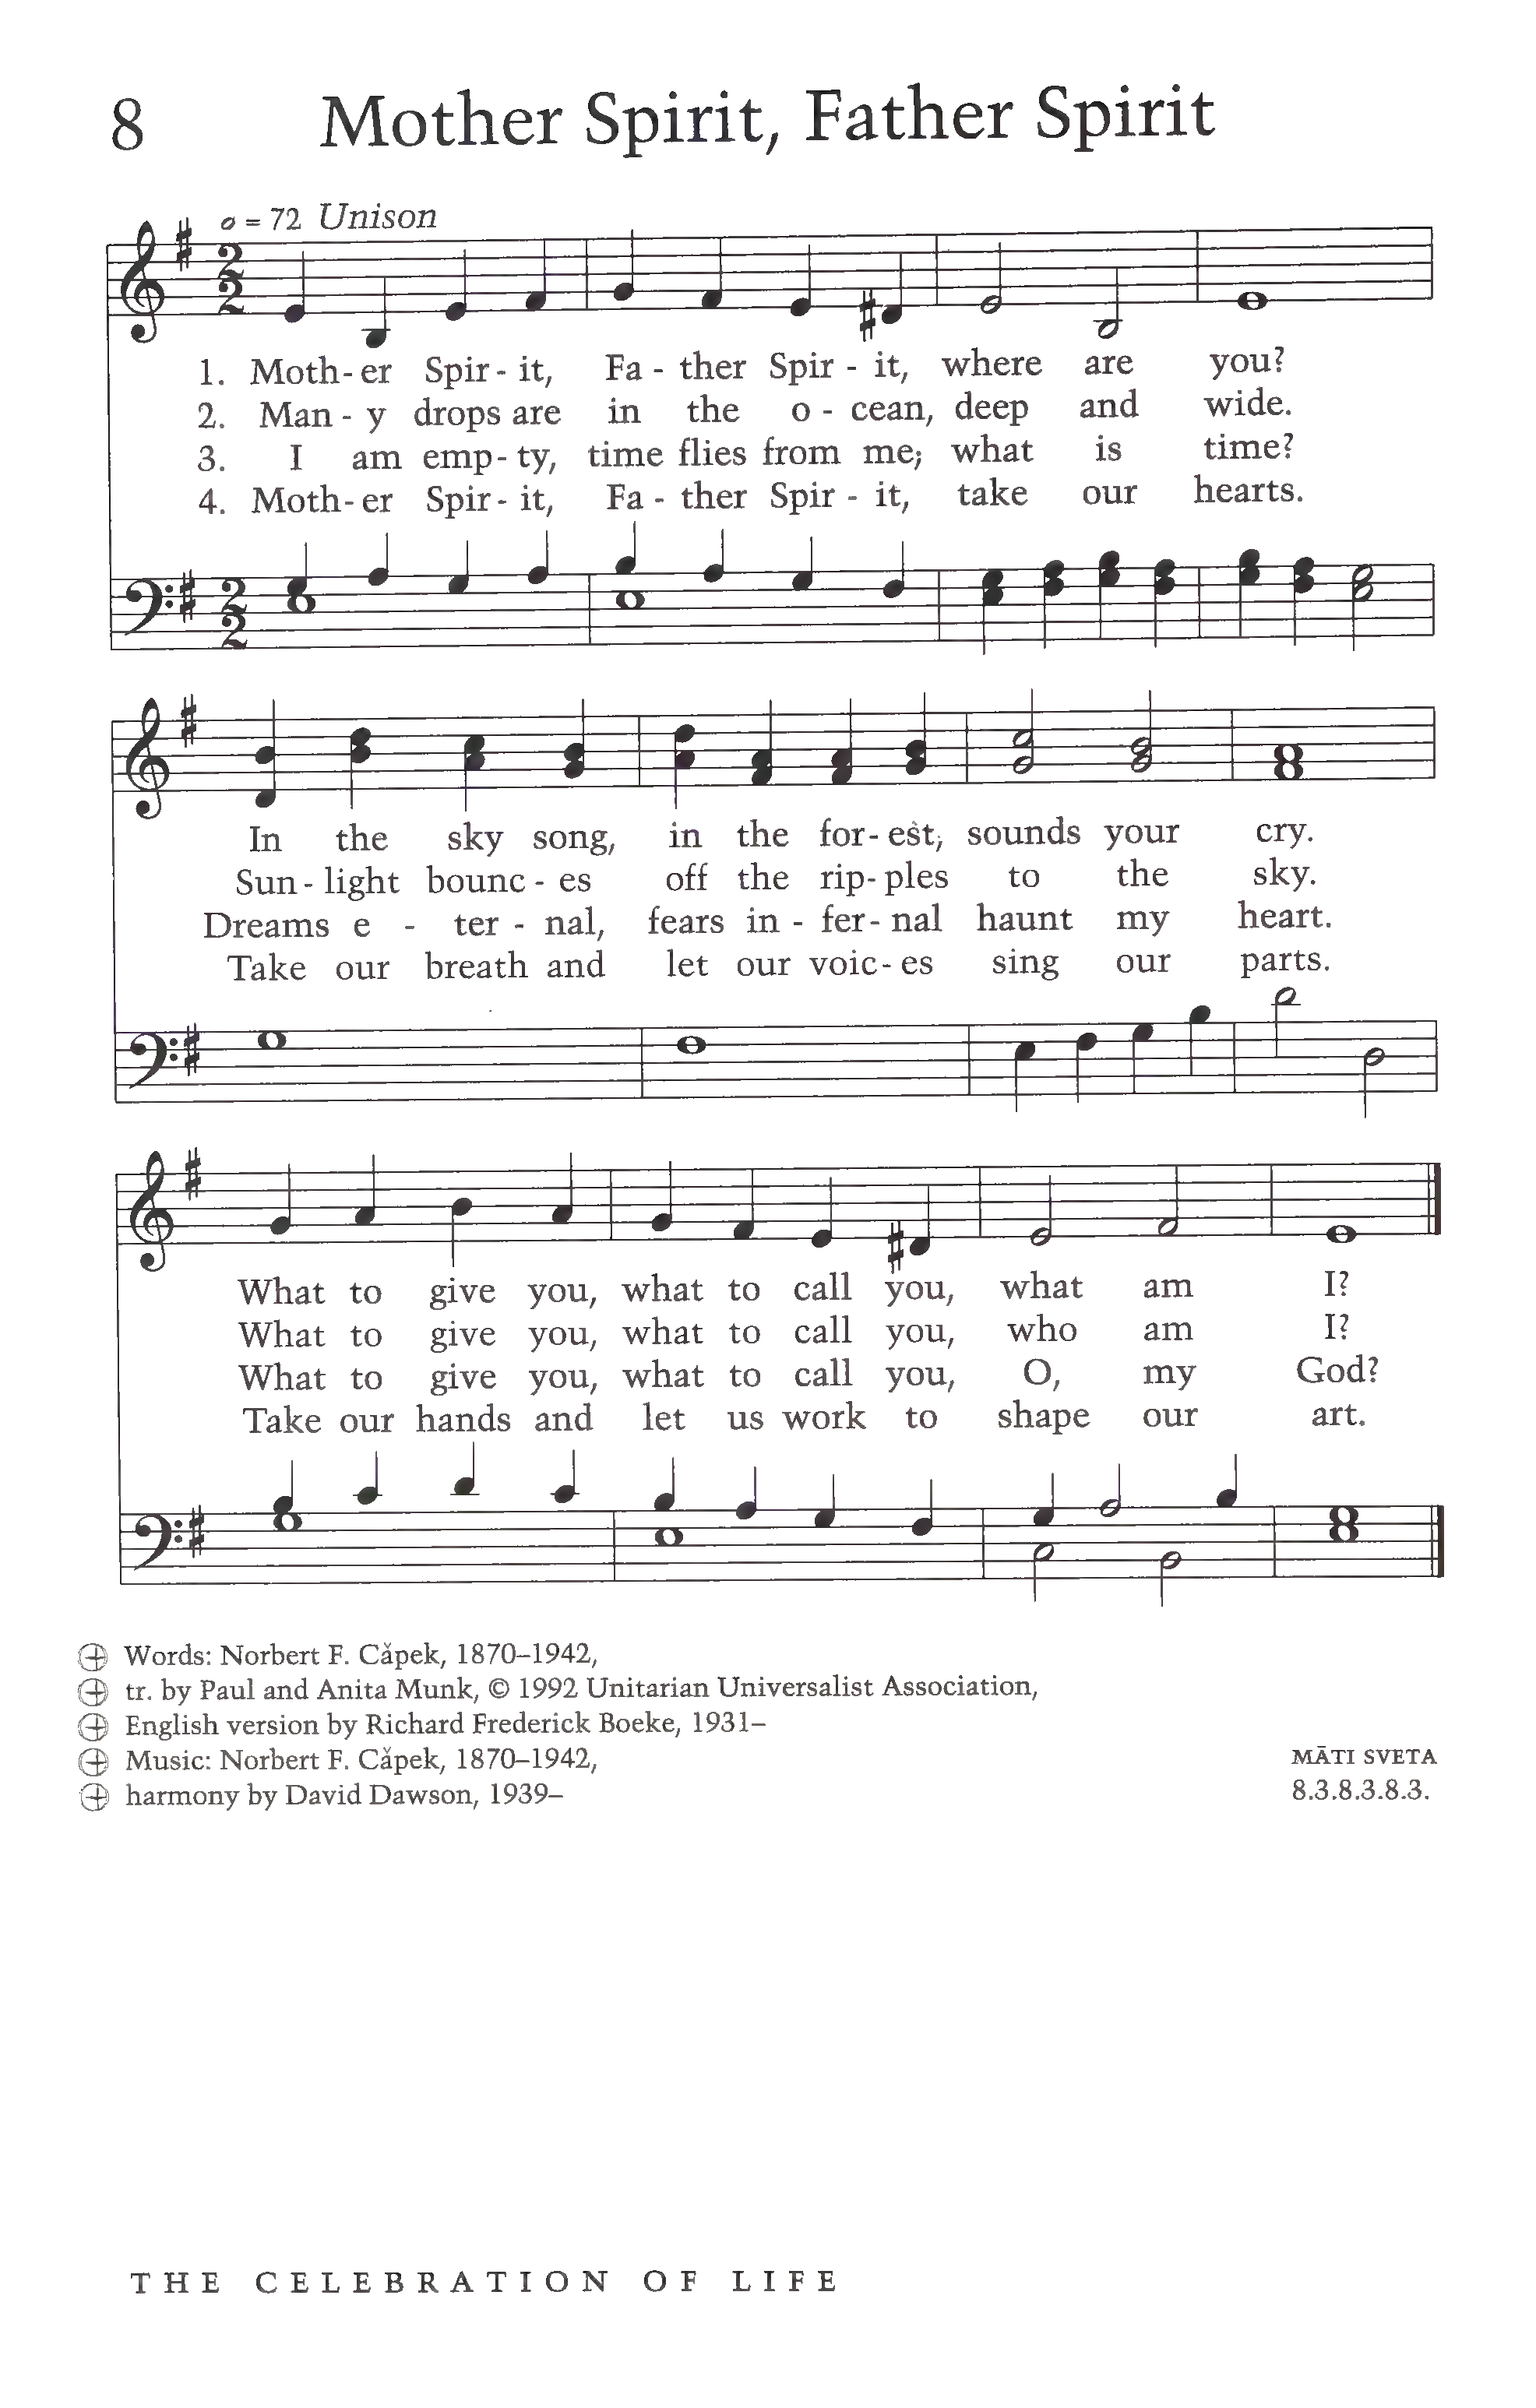 8 Mother Spirit, Father Spirit
= 72 Unison
1. Moth-er Spir-it, Fa-ther Spir-it, where are you?
2. Man-y drops are in the o-cean, deep and wide.
3. I am emp-ty, time flies from me; what is time?
4. Moth-er Spir-it, Fa-ther Spir-it, take our hearts.
In the sky song, in the for-est, sounds your cry.
Sun-light bounc-es off the rip-ples to the sky.
Dreams e-ter-nal, fears in-fer-nal haunt my heart.
Take our breath and let our voic-es sing our parts.
What to give you, what to call you, what am I?
What to give you, what to call you, who am I?
What to give you, what to call you, O, my God?
Take our hands and let us work to shape our art.
Words: Norbert F. Cǎpek, 1870–1942,
tr. by Paul and Anita Munk, © 1992 Unitarian Universalist Association,
English version by Richard Frederick Boeke, 1931–
Music: Norbert F. Cǎpek, 1870–1942,
harmony by David Dawson, 1939–
MĀTI SVETA
8.3.8.3.8.3.
THE CELEBRATION OF LIFE